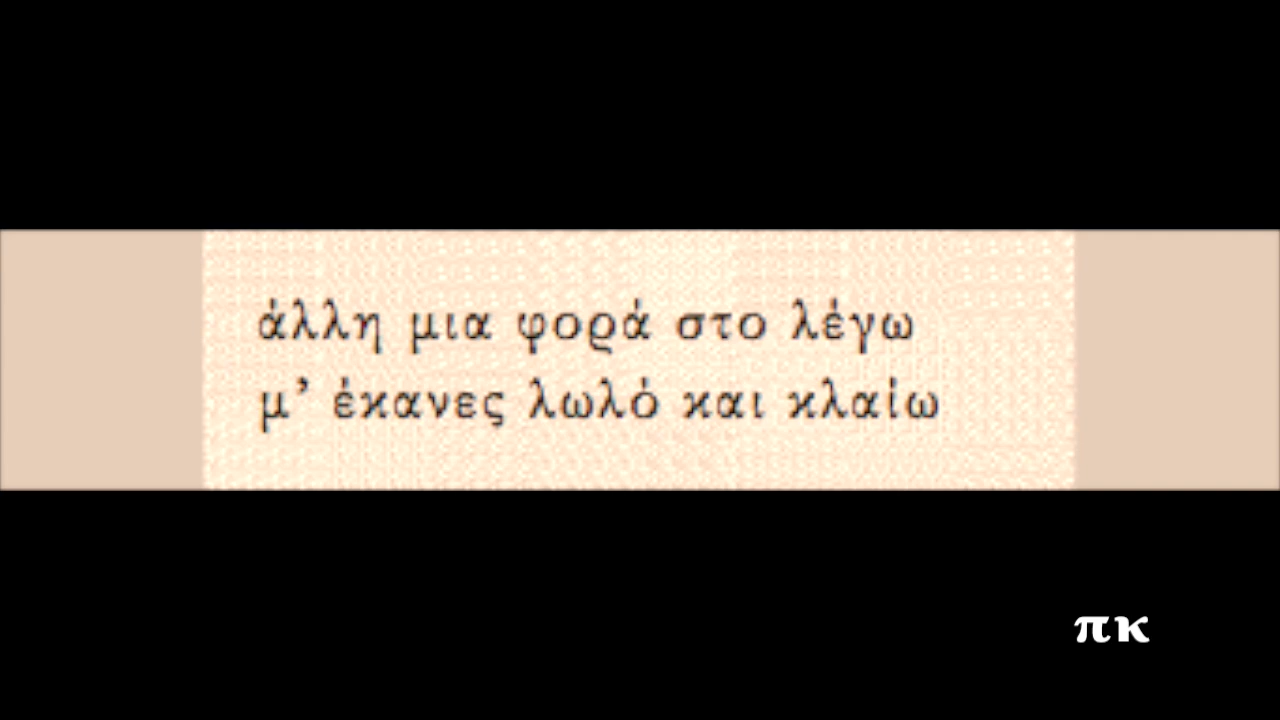 άλλη μια φορά στο λέγω
μ’ έκανες λωλό και κλαίω
πκ